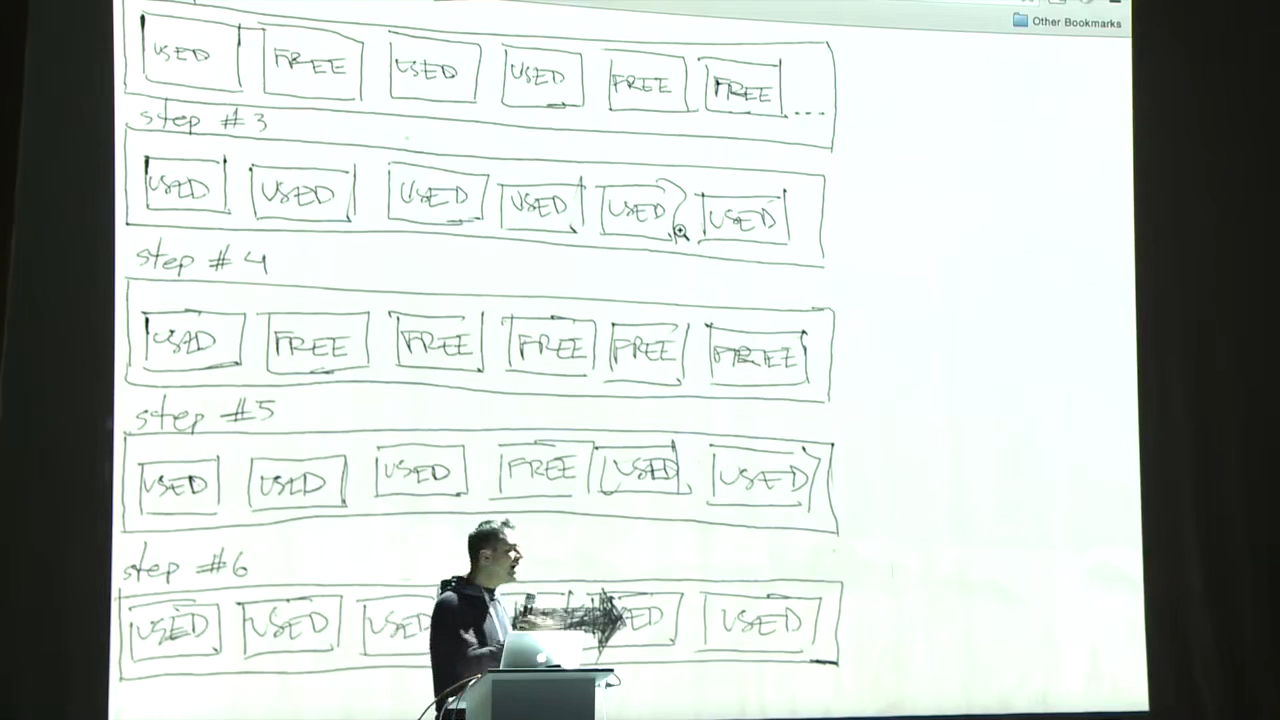 Other Bookmarks
USED FREE USED USED FREE FREE ...
step #3
USED USED USED USED USED USED
step #4
USED FREE FREE FREE FREE FREE
step #5
USED USED USED FREE USED USED
step #6
USED USED USED USED